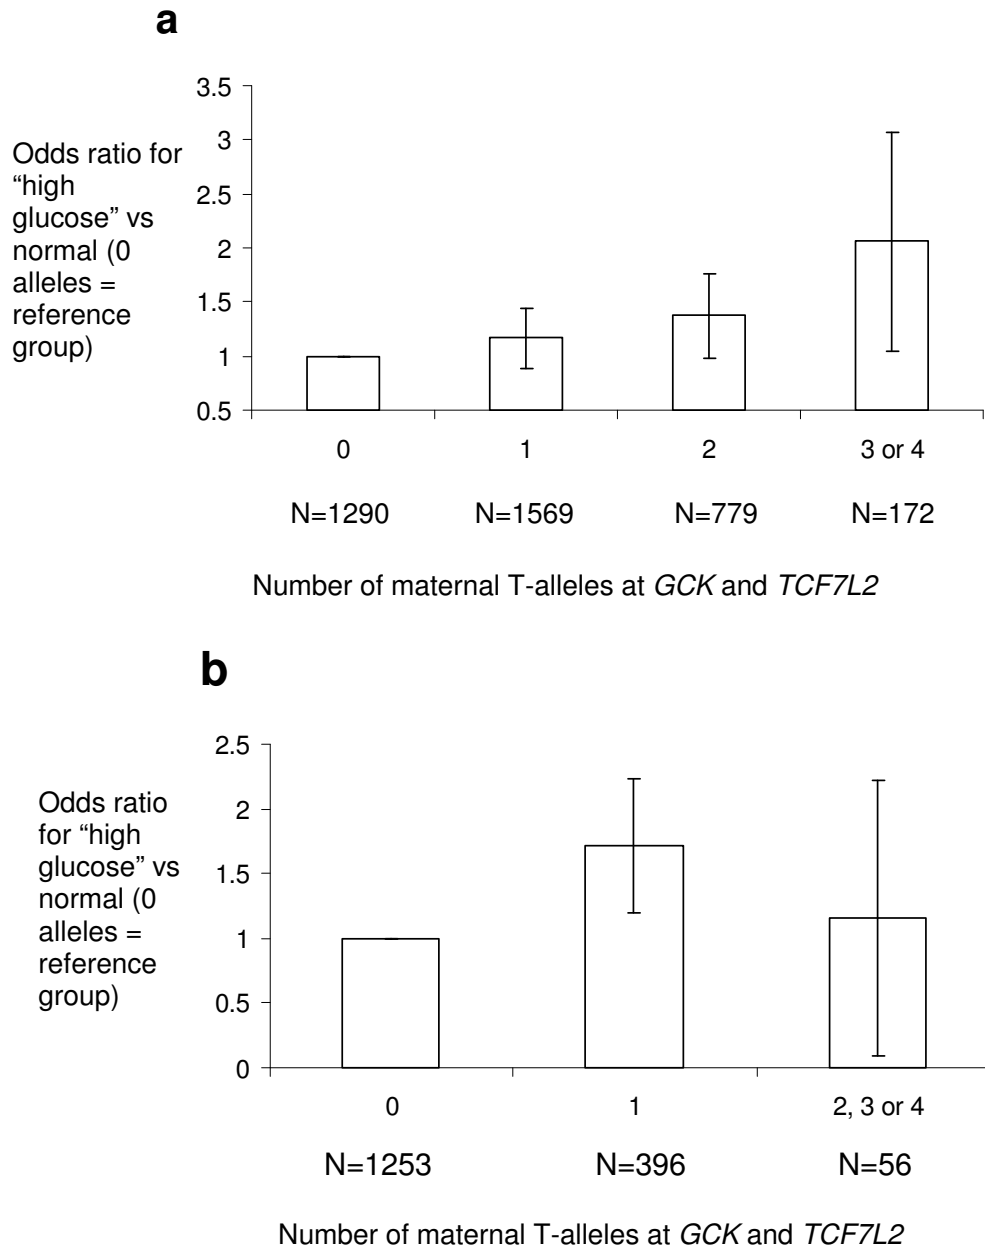 a
3.5
3
2.5
2
1.5
1
0.5
Odds ratio for
“high
glucose” vs
normal (0
alleles =
reference
group)
0 1 2 3 or 4
N=1290 N=1569 N=779 N=172
Number of maternal T-alleles at GCK and TCF7L2
b
2.5
2
1.5
1
0.5
0
Odds ratio
for “high
glucose” vs
normal (0
alleles =
reference
group)
0 1 2, 3 or 4
N=1253 N=396 N=56
Number of maternal T-alleles at GCK and TCF7L2